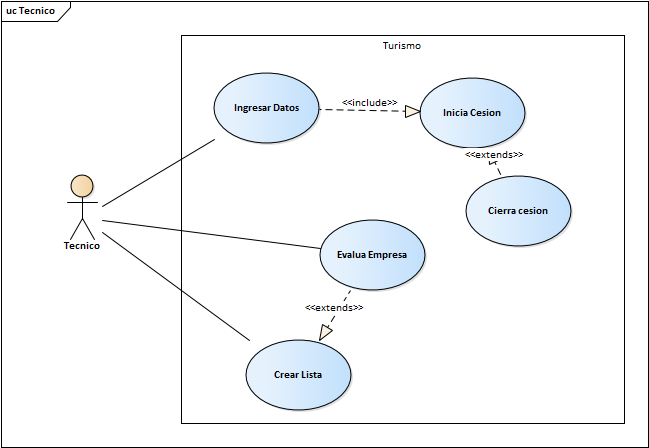 uc Tecnico
Turismo
Ingresar Datos
<<include>>
Inicia Cesion
<<extends>>
Cierra cesion
Tecnico
Evalua Empresa
<<extends>>
Crear Lista